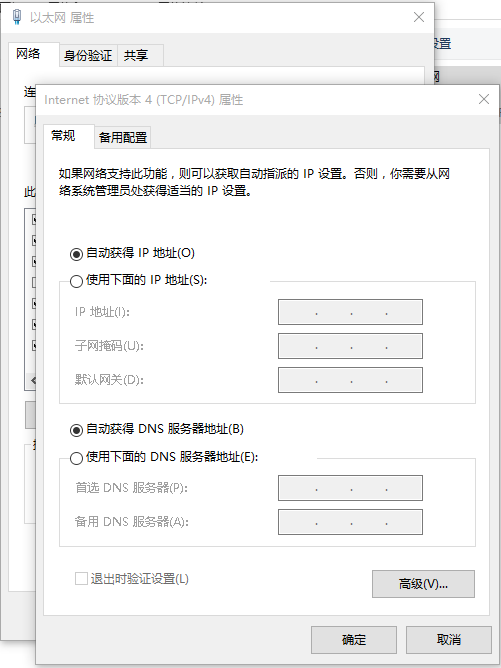 以太网 属性
网络
身份验证
共享
设置
网
连
此
Internet 协议版本 4 (TCP/IPv4) 属性
常规
备用配置
如果网络支持此功能，则可以获取自动指派的 IP 设置。否则，你需要从网
络系统管理员处获得适当的 IP 设置。
自动获得 IP 地址(O)
使用下面的 IP 地址(S):
IP 地址(I):
子网掩码(U):
默认网关(D):
自动获得 DNS 服务器地址(B)
使用下面的 DNS 服务器地址(E):
首选 DNS 服务器(P):
备用 DNS 服务器(A):
退出时验证设置(L)
高级(V)...
确定
取消